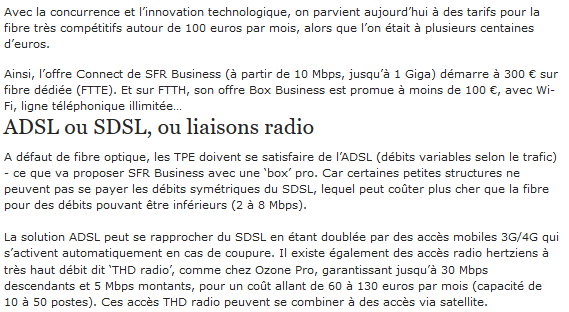 Avec la concurrence et l’innovation technologique, on parvient aujourd’hui à des tarifs pour la
fibre très compétitifs autour de 100 euros par mois, alors que l’on était à plusieurs centaines
d’euros.
Ainsi, l’offre Connect de SFR Business (à partir de 10 Mbps, jusqu’à 1 Giga) démarre à 300 € sur
fibre dédiée (FTTE). Et sur FTTH, son offre Box Business est promue à moins de 100 €, avec Wi-
Fi, ligne téléphonique illimitée…
ADSL ou SDSL, ou liaisons radio
A défaut de fibre optique, les TPE doivent se satisfaire de l’ADSL (débits variables selon le trafic)
- ce que va proposer SFR Business avec une ‘box’ pro. Car certaines petites structures ne
peuvent pas se payer les débits symétriques du SDSL, lequel peut coûter plus cher que la fibre
pour des débits pouvant être inférieurs (2 à 8 Mbps).
La solution ADSL peut se rapprocher du SDSL en étant doublée par des accès mobiles 3G/4G qui
s’activent automatiquement en cas de coupure. Il existe également des accès radio hertziens à
très haut débit dit ‘THD radio’, comme chez Ozone Pro, garantissant jusqu’à 30 Mbps
descendants et 5 Mbps montants, pour un coût allant de 60 à 130 euros par mois (capacité de
10 à 50 postes). Ces accès THD radio peuvent se combiner à des accès via satellite.